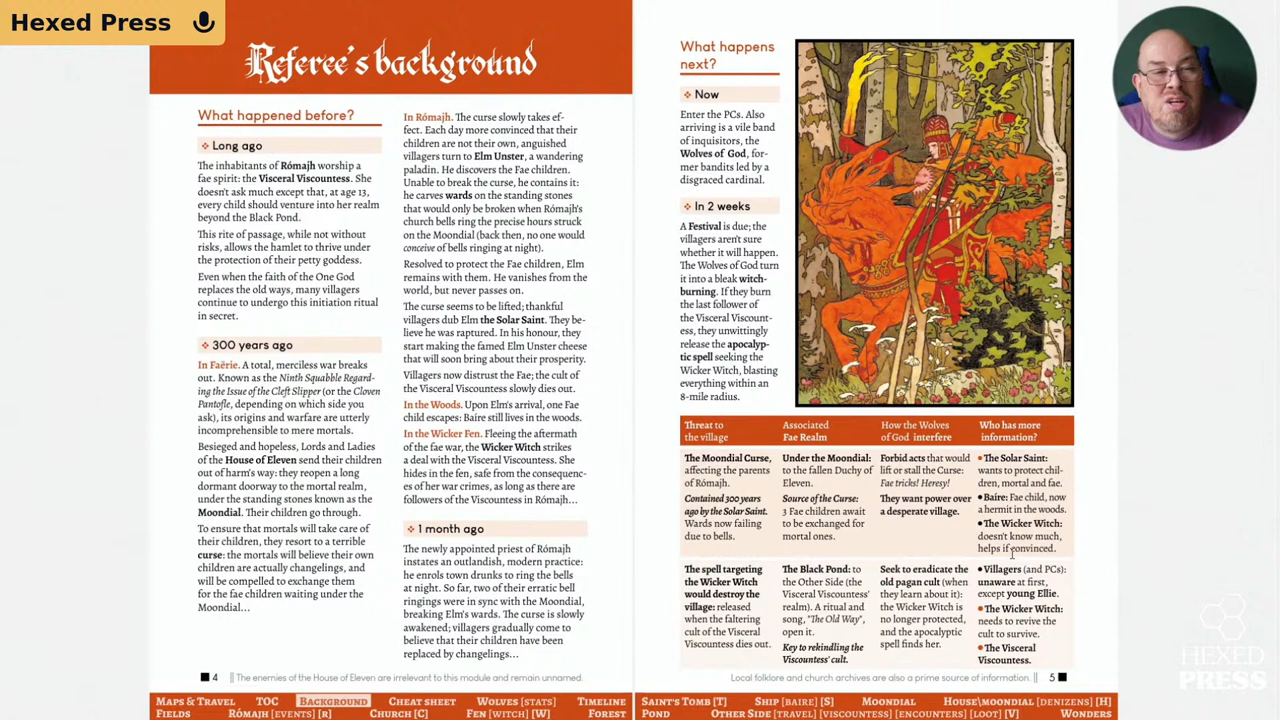 Hexed Press
Referee's background
What happened before?
❖ Long ago
The inhabitants of Rómajh worship a
fae spirit: the Visceral Viscountess. She
doesn't ask much except that, at age 13,
every child should venture into her realm
beyond the Black Pond.
This rite of passage, while not without
risks, allows the hamlet to thrive under
the protection of their petty goddess.
Even when the faith of the One God
replaces the old ways, many villagers
continue to undergo this initiation ritual
in secret.
❖ 300 years ago
In Faërie. A total, merciless war breaks
out. Known as the Ninth Squabble Regard-
ing the Issue of the Cleft Slipper (or the Cloven
Pantofle, depending on which side you
ask), its origins and warfare are utterly
incomprehensible to mere mortals.
Besieged and hopeless, Lords and Ladies
of the House of Eleven send their children
out of harm's way: they reopen a long
dormant doorway to the mortal realm,
under the standing stones known as the
Moondial. Their children go through.
To ensure that mortals will take care of
their children, they resort to a terrible
curse: the mortals will believe their own
children are actually changelings, and
will be compelled to exchange them
for the fae children waiting under the
Moondial...
In Rómajh. The curse slowly takes ef-
fect. Each day more convinced that their
children are not their own, anguished
villagers turn to Elm Unster, a wandering
paladin. He discovers the Fae children.
Unable to break the curse, he contains it:
he carves wards on the standing stones
that would only be broken when Rómajh's
church bells ring the precise hours struck
on the Moondial (back then, no one would
conceive of bells ringing at night).
Resolved to protect the Fae children, Elm
remains with them. He vanishes from the
world, but never passes on.
The curse seems to be lifted; thankful
villagers dub Elm the Solar Saint. They be-
lieve he was raptured. In his honour, they
start making the famed Elm Unster cheese
that will soon bring about their prosperity.
Villagers now distrust the Fae; the cult of
the Visceral Viscountess slowly dies out.
In the Woods. Upon Elm's arrival, one Fae
child escapes: Baíre still lives in the woods.
In the Wicker Fen. Fleeing the aftermath
of the fae war, the Wicker Witch strikes
a deal with the Visceral Viscountess. She
hides in the fen, safe from the consequenc-
es of her war crimes, as long as there are
followers of the Viscountess in Rómajh...
❖ 1 month ago
The newly appointed priest of Rómajh
instates an outlandish, modern practice:
he enrols town drunks to ring the bells
at night. So far, two of their erratic bell
ringings were in sync with the Moondial,
breaking Elm's wards. The curse is slowly
awakened; villagers gradually come to
believe that their children have been
replaced by changelings...
4 || The enemies of the House of Eleven are irrelevant to this module and remain unnamed.
What happens
next?
❖ Now
Enter the PCs. Also
arriving is a vile band
of inquisitors, the
Wolves of God, for-
mer bandits led by a
disgraced cardinal.
❖ In 2 weeks
A Festival is due; the
villagers aren't sure
whether it will happen.
The Wolves of God turn
it into a bleak witch-
burning. If they burn
the last follower of
the Visceral Viscount-
ess, they unwittingly
release the apocalyp-
tic spell seeking the
Wicker Witch, blasting
everything within an
8-mile radius.
Threat to
the village
Associated
Fae Realm
How the Wolves
of God interfere
Who has more
information?
The Moondial Curse,
affecting the parents
of Rómajh.
Contained 300 years
ago by the Solar Saint.
Wards now failing
due to bells.
Under the Moondial:
to the fallen Duchy of
Eleven.
Source of the Curse:
3 Fae children await
to be exchanged for
mortal ones.
Forbid acts that would
lift or stall the Curse:
Fae tricks! Heresy!
They want power over
a desperate village.
• The Solar Saint:
wants to protect chil-
dren, mortal and fae.
• Baíre: Fae child, now
a hermit in the woods.
• The Wicker Witch:
doesn't know much,
helps if convinced.
The spell targeting
the Wicker Witch
would destroy the
village: released
when the faltering
cult of the Visceral
Viscountess dies out.
The Black Pond: to
the Other Side (the
Visceral Viscountess'
realm). A ritual and
song, "The Old Way",
open it.
Key to rekindling the
Viscountess' cult.
Seek to eradicate the
old pagan cult (when
they learn about it):
the Wicker Witch is
no longer protected,
and the apocalyptic
spell finds her.
• Villagers (and PCs):
unaware at first,
except young Ellie.
• The Wicker Witch:
needs to revive the
cult to survive.
• The Visceral
Viscountess.
Local folklore and church archives are also a prime source of information. || 5
HEXED
PRESS
Maps & Travel TOC Background Cheat sheet Wolves [stats] Timeline
Fields Rómajh [events] [R] Church [C] Fen [witch] [W] Forest
Saint's Tomb [T] Ship [Baíre] [S] Moondial House\Moondial [denizens] [H]
Pond Other Side [travel] [Viscountess] [encounters] [loot] [V] Wonders